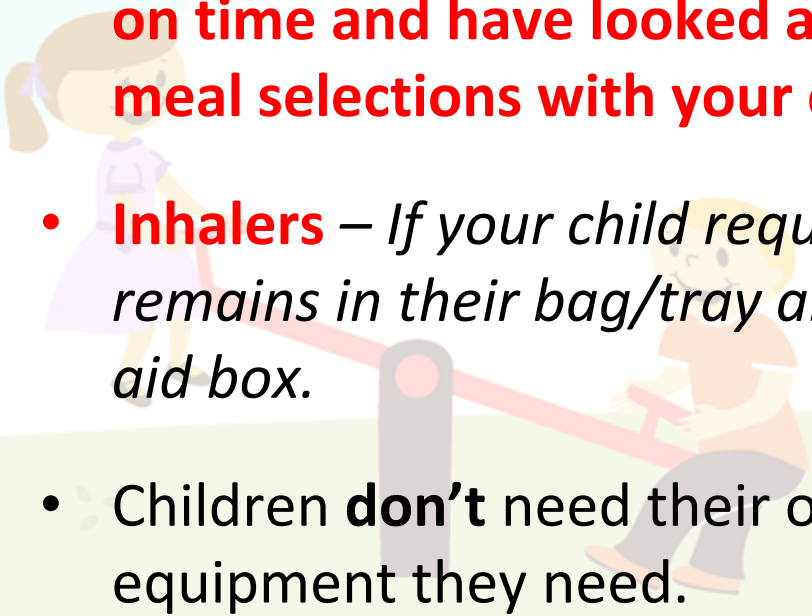 on time and have looked a
meal selections with your
• Inhalers – If your child requ
remains in their bag/tray a
aid box.
• Children don’t need their o
equipment they need.